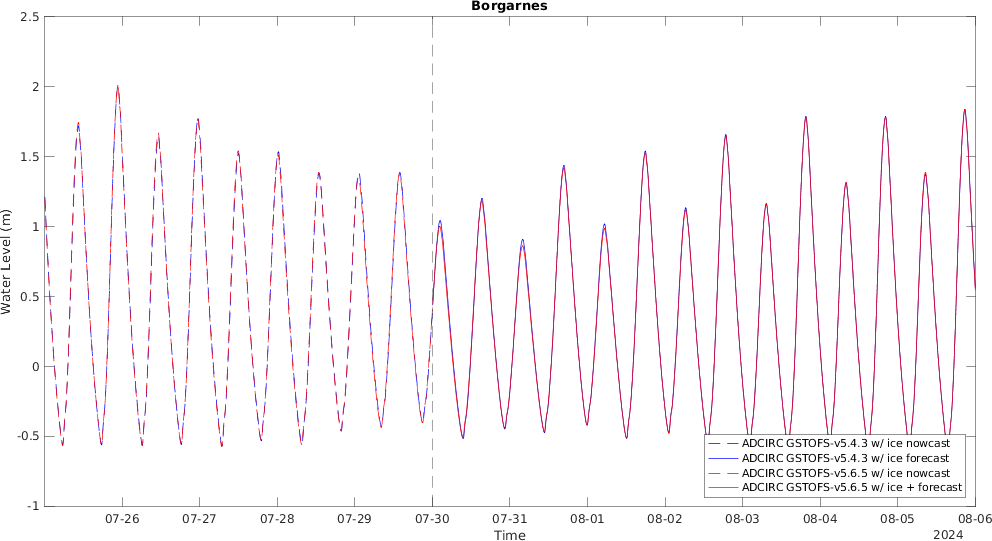 Borgarnes
Water Level (m)
2.5
2
1.5
1
0.5
0
-0.5
-1
07-26 07-27 07-28 07-29 07-30 07-31 08-01 08-02 08-03 08-04 08-05 08-06
Time
2024
ADCIRC GSTOFS-v5.4.3 w/ ice nowcast
ADCIRC GSTOFS-v5.4.3 w/ ice forecast
ADCIRC GSTOFS-v5.6.5 w/ ice nowcast
ADCIRC GSTOFS-v5.6.5 w/ ice + forecast